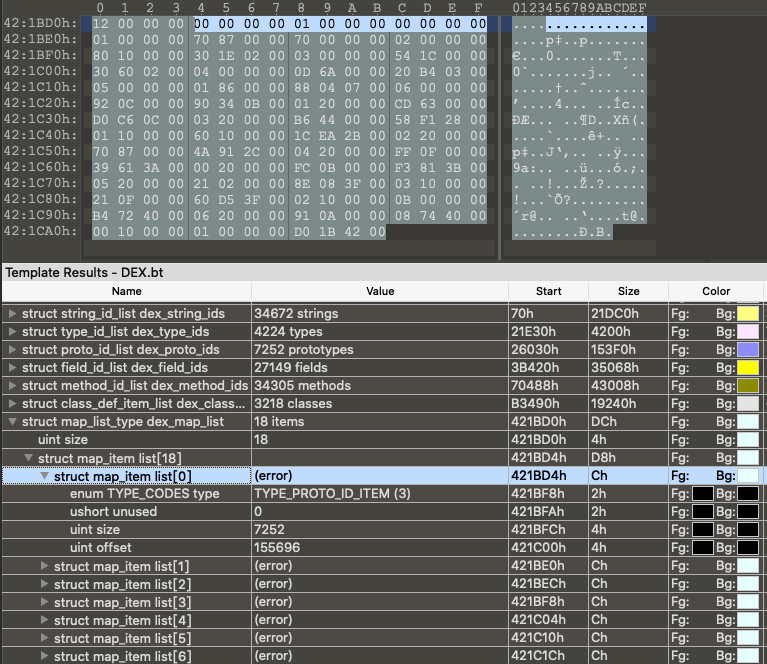 0 1 2 3 4 5 6 7 8 9 A B C D E F 0123456789ABCDEF
42:1BD0h: 12 00 00 00 00 00 00 00 01 00 00 00 00 00 00 00 ................
42:1BE0h: 01 00 00 00 70 87 00 00 70 00 00 00 02 00 00 00 ....p‡..p.......
42:1BF0h: 80 10 00 00 30 1E 02 00 03 00 00 00 54 1C 00 00 €...0.......T...
42:1C00h: 30 60 02 00 04 00 00 00 0D 6A 00 00 20 B4 03 00 0`.......j.. ´..
42:1C10h: 05 00 00 00 01 86 00 00 88 04 07 00 06 00 00 00 .....†..ˆ.......
42:1C20h: 92 0C 00 00 90 34 0B 00 01 20 00 00 CD 63 00 00 ’....4... ..Íc..
42:1C30h: D0 C6 0C 00 03 20 00 00 B6 44 00 00 58 F1 28 00 ÐÆ... ..¶D..Xñ(.
42:1C40h: 01 10 00 00 60 10 00 00 1C EA 2B 00 02 20 00 00 ....`....ê+.. ..
42:1C50h: 70 87 00 00 4A 91 2C 00 04 20 00 00 FF 0F 00 00 p‡..J‘,.. ..ÿ...
42:1C60h: 39 61 3A 00 00 20 00 00 FC 0B 00 00 F3 81 3B 00 9a:.. ..ü...ó.;.
42:1C70h: 05 20 00 00 21 02 00 00 8E 08 3F 00 03 10 00 00 . ..!...Ž.?.....
42:1C80h: 21 0F 00 00 60 D5 3F 00 02 10 00 00 0B 00 00 00 !...`Õ?.........
42:1C90h: B4 72 40 00 06 20 00 00 91 0A 00 00 08 74 40 00 ´r@.. ..‘....t@.
42:1CA0h: 00 10 00 00 01 00 00 00 D0 1B 42 00 ........Ð.B.
Template Results - DEX.bt
Name Value Start Size Color
struct string_id_list dex_string_ids 34672 strings 70h 21DC0h Fg: Bg:
struct type_id_list dex_type_ids 4224 types 21E30h 4200h Fg: Bg:
struct proto_id_list dex_proto_ids 7252 prototypes 26030h 153F0h Fg: Bg:
struct field_id_list dex_field_ids 27149 fields 3B420h 35068h Fg: Bg:
struct method_id_list dex_method_ids 34305 methods 70488h 43008h Fg: Bg:
struct class_def_item_list dex_class... 3218 classes B3490h 19240h Fg: Bg:
struct map_list_type dex_map_list 18 items 421BD0h DCh Fg: Bg:
uint size 18 421BD0h 4h Fg: Bg:
struct map_item list[18] 421BD4h D8h Fg: Bg:
struct map_item list[0] (error) 421BD4h Ch Fg: Bg:
enum TYPE_CODES type TYPE_PROTO_ID_ITEM (3) 421BF8h 2h Fg: Bg:
ushort unused 0 421BFAh 2h Fg: Bg:
uint size 7252 421BFCh 4h Fg: Bg:
uint offset 155696 421C00h 4h Fg: Bg:
struct map_item list[1] (error) 421BE0h Ch Fg: Bg:
struct map_item list[2] (error) 421BECh Ch Fg: Bg:
struct map_item list[3] (error) 421BF8h Ch Fg: Bg:
struct map_item list[4] (error) 421C04h Ch Fg: Bg:
struct map_item list[5] (error) 421C10h Ch Fg: Bg:
struct map_item list[6] (error) 421C1Ch Ch Fg: Bg: